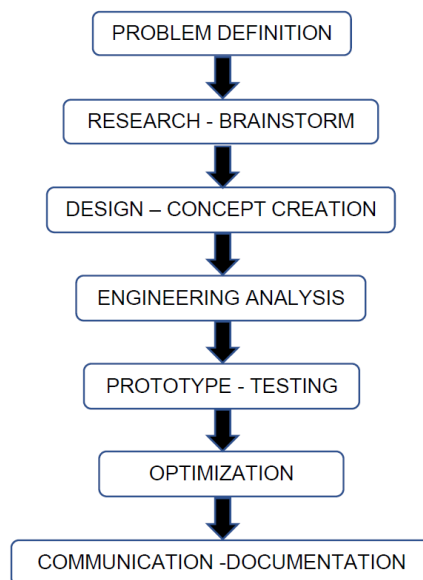 PROBLEM DEFINITION
RESEARCH - BRAINSTORM
DESIGN – CONCEPT CREATION
ENGINEERING ANALYSIS
PROTOTYPE - TESTING
OPTIMIZATION
COMMUNICATION -DOCUMENTATION